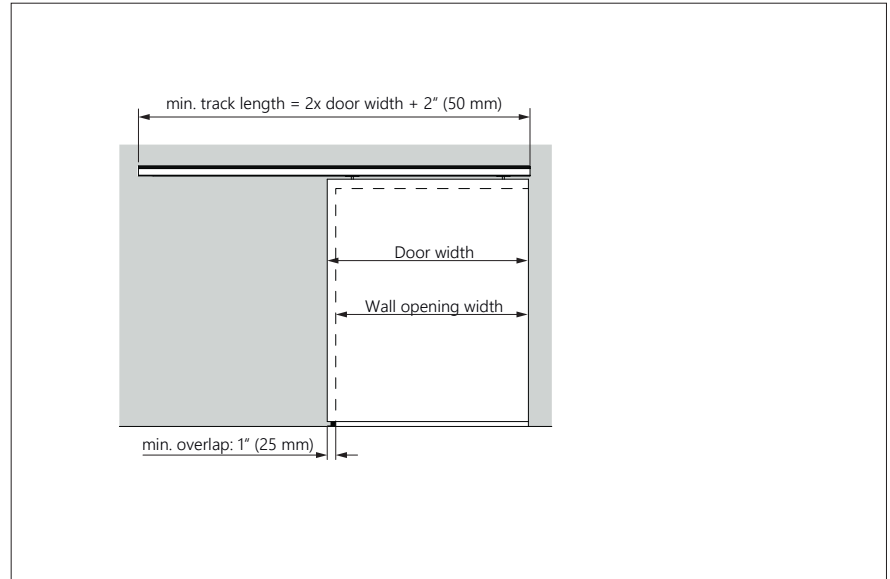 min. track length = 2x door width + 2" (50 mm)
Door width
Wall opening width
min. overlap: 1" (25 mm)